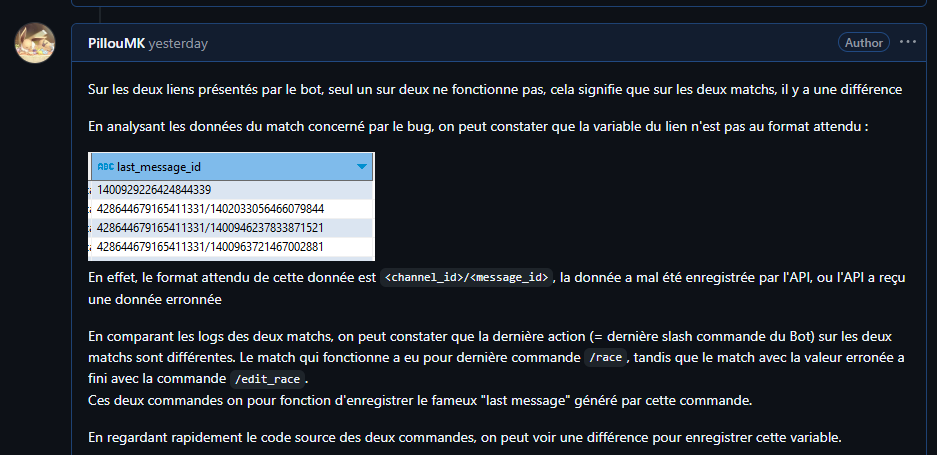 PillouMK yesterday
Author
Sur les deux liens présentés par le bot, seul un sur deux ne fonctionne pas, cela signifie que sur les deux matchs, il y a une différence
En analysant les données du match concerné par le bug, on peut constater que la variable du lien n'est pas au format attendu :
ABC last_message_id
1400929226424844339
428644679165411331/1402033056466079844
428644679165411331/1400946237833871521
428644679165411331/1400963721467002881
En effet, le format attendu de cette donnée est <channel_id>/<message_id>, la donnée a mal été enregistrée par l'API, ou l'API a reçu
une donnée erronnée
En comparant les logs des deux matchs, on peut constater que la dernière action (= dernière slash commande du Bot) sur les deux
matchs sont différentes. Le match qui fonctionne a eu pour dernière commande /race, tandis que le match avec la valeur erronée a
fini avec la commande /edit_race.
Ces deux commandes on pour fonction d'enregistrer le fameux "last message" généré par cette commande.
En regardant rapidement le code source des deux commandes, on peut voir une différence pour enregistrer cette variable.